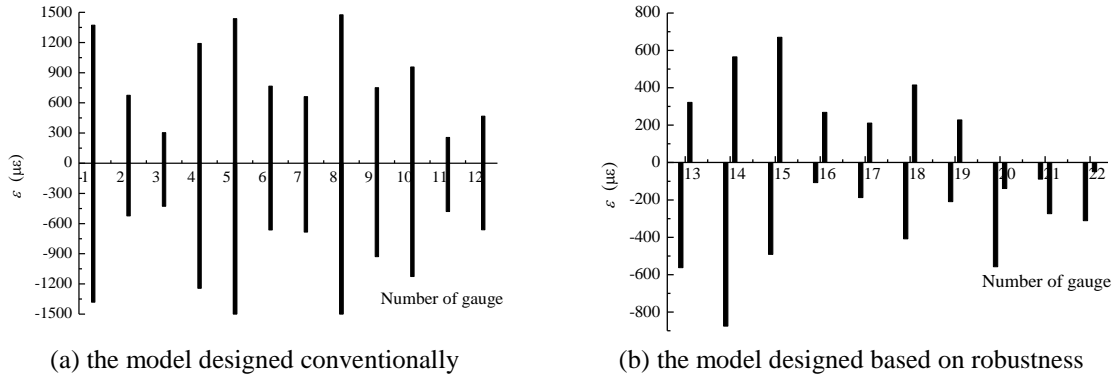 1500
1200
900
600
300
0
-300
-600
-900
-1200
-1500
ε (με)
1 2 3 4 5 6 7 8 9 10 11 12
Number of gauge
(a) the model designed conventionally
800
600
400
200
0
-200
-400
-600
-800
ε (με)
13 14 15 16 17 18 19 20 21 22
Number of gauge
(b) the model designed based on robustness